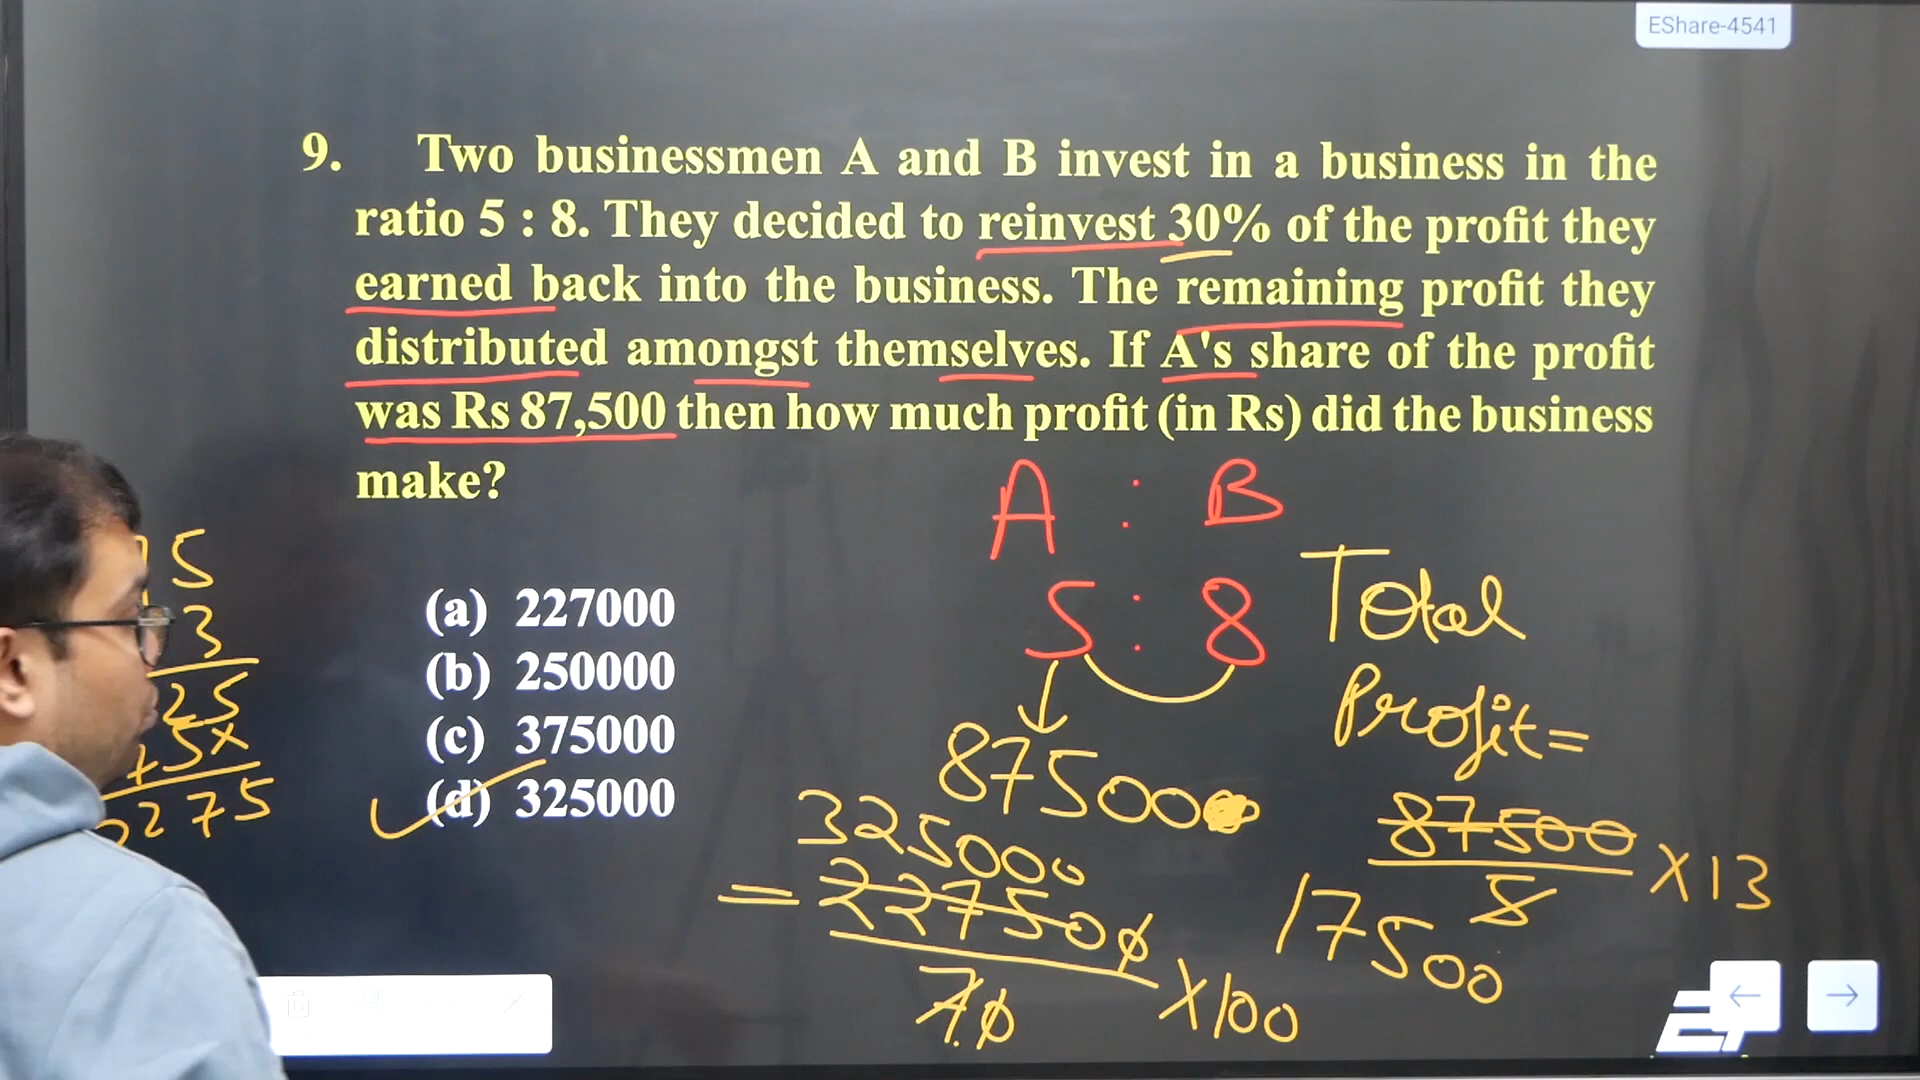 EShare-4541
9. Two businessmen A and B invest in a business in the
ratio 5 : 8. They decided to reinvest 30% of the profit they
earned back into the business. The remaining profit they
distributed amongst themselves. If A's share of the profit
was Rs 87,500 then how much profit (in Rs) did the business
make?
(a) 227000
(b) 250000
(c) 375000
(d) 325000
A : B
5 : 8
87500
Total
Profit=
87500 X13
5
17500
325000
= 227500 X100
70
5
3
25
+5x
2275